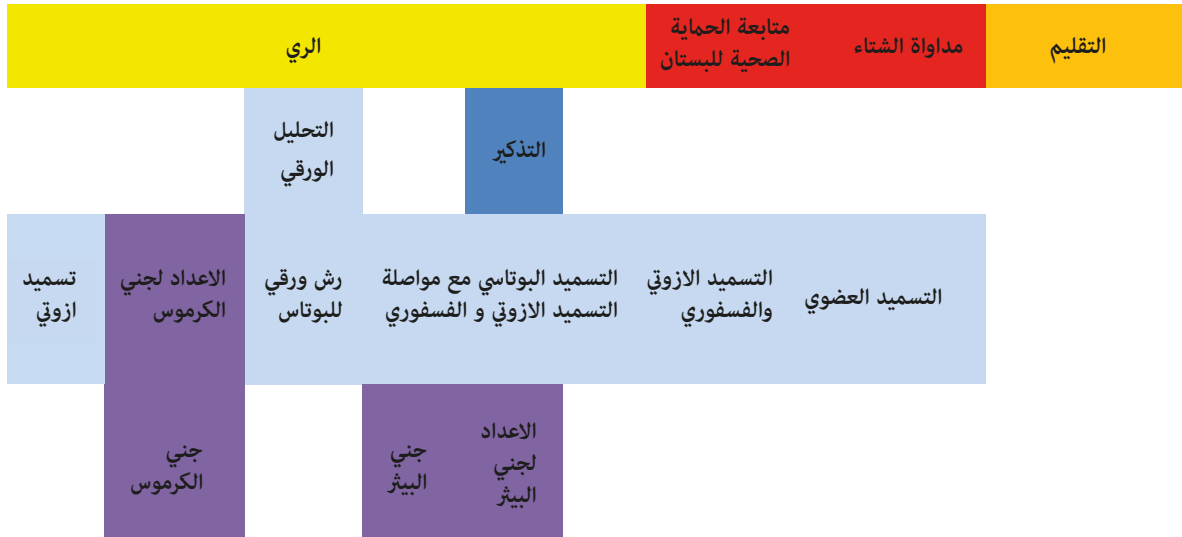 التقليم
مداواة الشتاء
متابعة الحماية
الصحية للبستان
الري
التذكير
التحليل
الورقي
التسميد العضوي
التسميد الازوتي
والفسفوري
التسميد البوتاسي مع مواصلة
التسميد الازوتي و الفسفوري
رش ورقي
للبوتاس
الاعداد لجني
الكرموس
تسميد
ازوتي
الاعداد
لجني
البيثر
جني
البيثر
جني
الكرموس